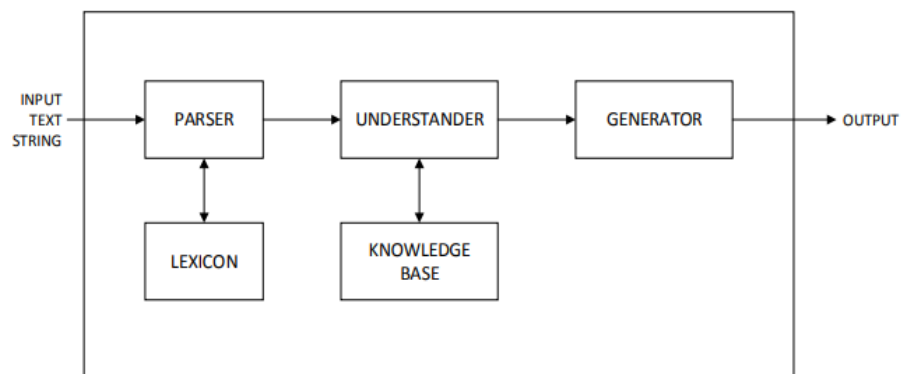 INPUT
TEXT
STRING
PARSER
UNDERSTANDER
GENERATOR
OUTPUT
LEXICON
KNOWLEDGE
BASE